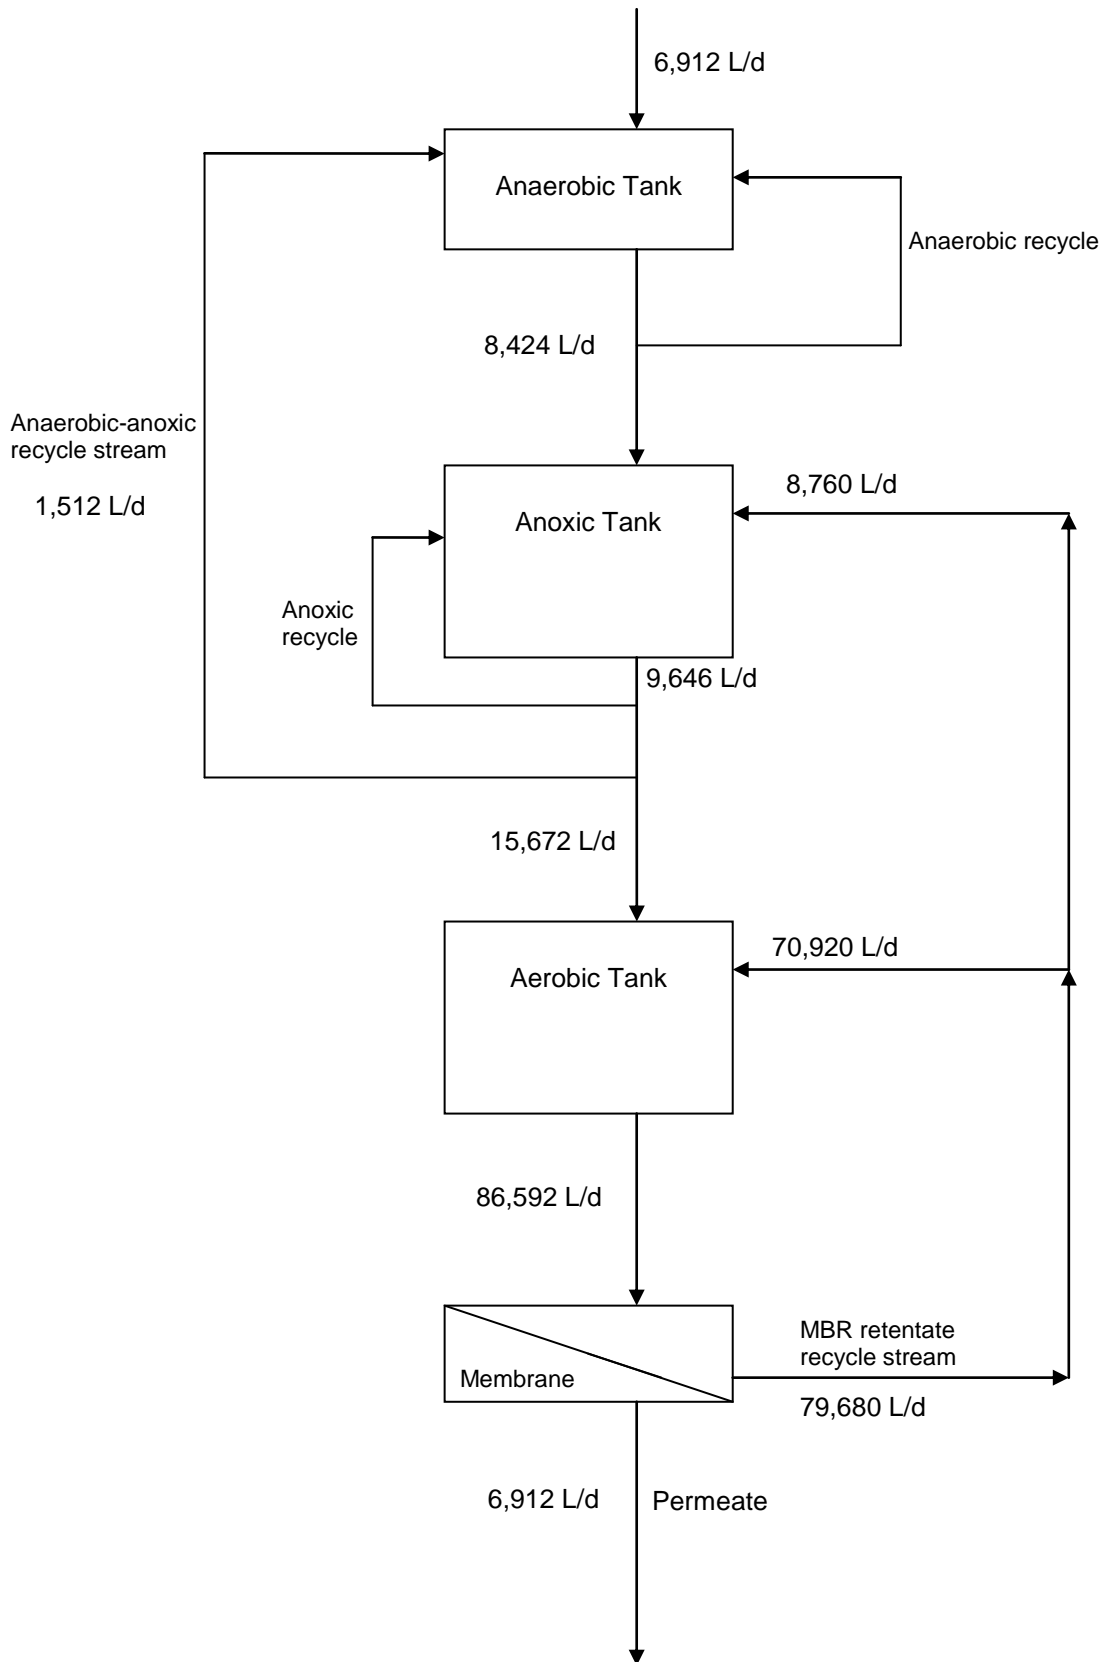 6,912 L/d
Anaerobic Tank
Anaerobic recycle
8,424 L/d
Anaerobic-anoxic
recycle stream
1,512 L/d
8,760 L/d
Anoxic Tank
Anoxic
recycle
9,646 L/d
15,672 L/d
70,920 L/d
Aerobic Tank
86,592 L/d
MBR retentate
recycle stream
Membrane
79,680 L/d
6,912 L/d
Permeate